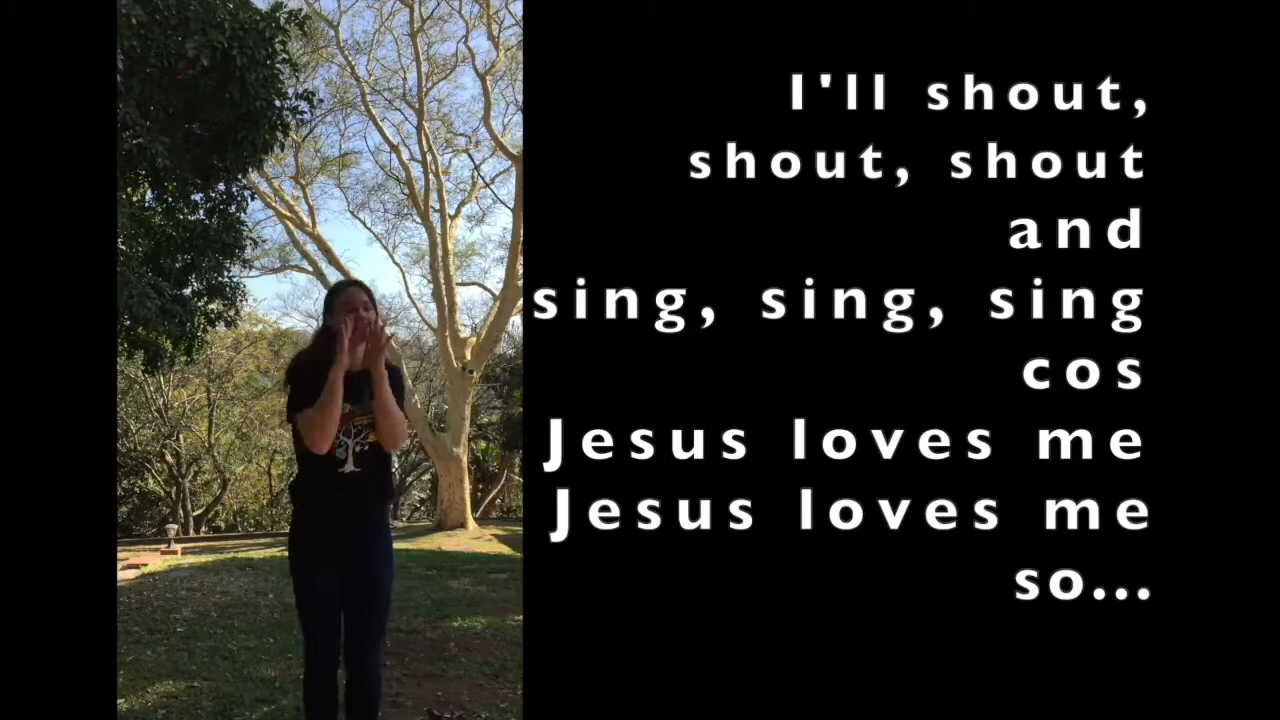 I'll shout,
shout, shout
and
sing, sing, sing
cos
Jesus loves me
Jesus loves me
so...